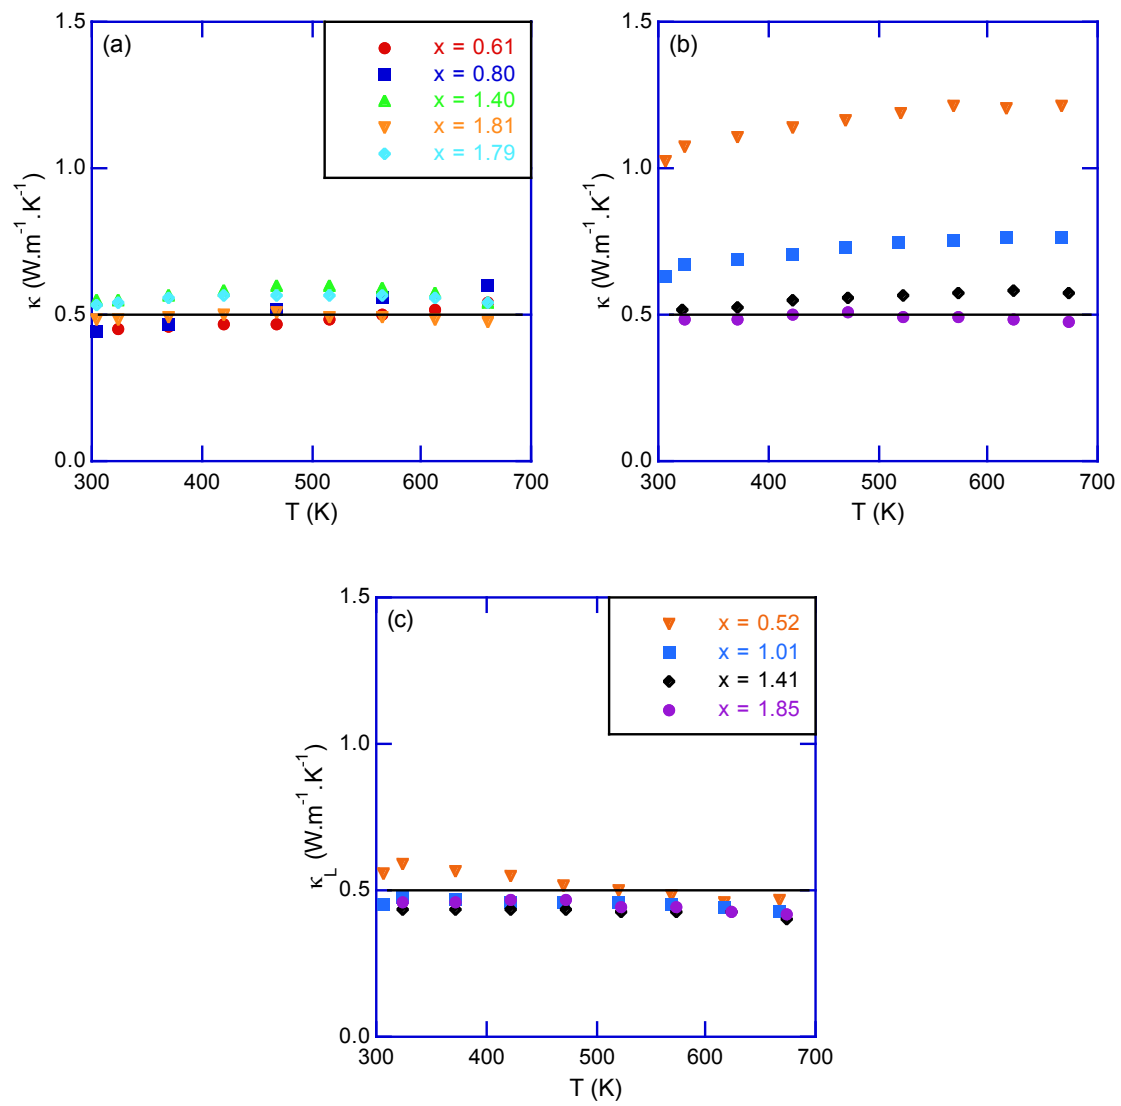 (a)
x = 0.61
x = 0.80
x = 1.40
x = 1.81
x = 1.79
1.5
1.0
0.5
0.0
κ (W.m⁻¹.K⁻¹)
300 400 500 600 700
T (K)
(b)
1.5
1.0
0.5
0.0
κ (W.m⁻¹.K⁻¹)
300 400 500 600 700
T (K)
(c)
x = 0.52
x = 1.01
x = 1.41
x = 1.85
1.5
1.0
0.5
0.0
κ_L (W.m⁻¹.K⁻¹)
300 400 500 600 700
T (K)